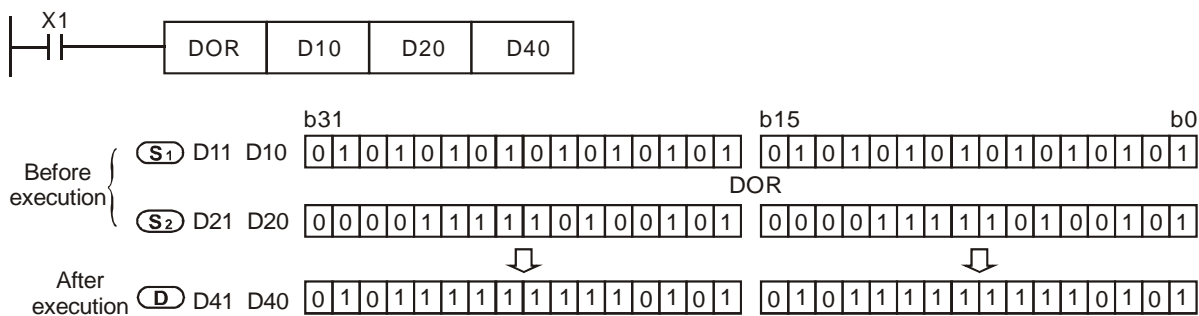 X1
DOR D10 D20 D40
b31 b15 b0
Before execution
S1 D11 D10 0 1 0 1 0 1 0 1 0 1 0 1 0 1 0 1 0 1 0 1 0 1 0 1 0 1 0 1 0 1 0 1
DOR
S2 D21 D20 0 0 0 0 1 1 1 1 1 0 1 0 0 1 0 1 0 0 0 0 1 1 1 1 1 0 1 0 0 1 0 1
After execution
D D41 D40 0 1 0 1 1 1 1 1 1 1 1 1 0 1 0 1 0 1 0 1 1 1 1 1 1 1 1 1 0 1 0 1